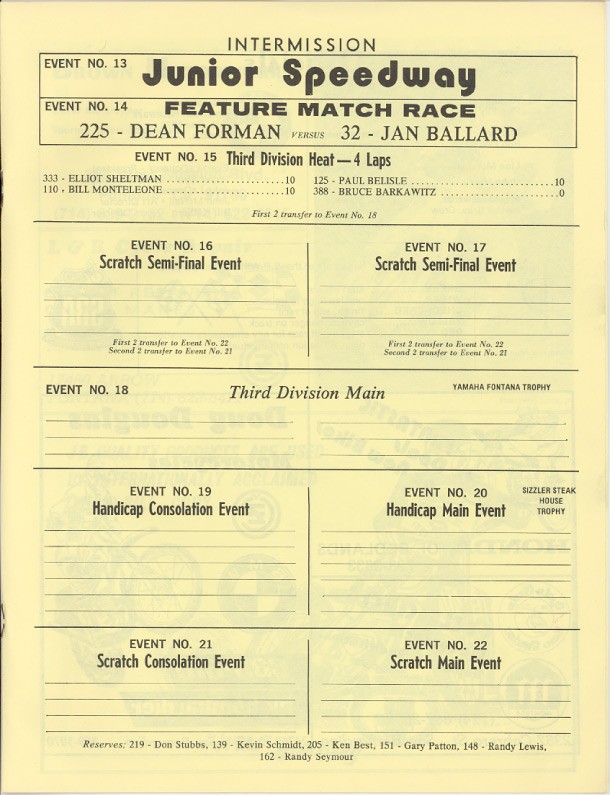 INTERMISSION
EVENT NO. 13 Junior Speedway
EVENT NO. 14 FEATURE MATCH RACE
225 - DEAN FORMAN VERSUS 32 - JAN BALLARD
EVENT NO. 15 Third Division Heat — 4 Laps
333 - ELLIOT SHELTMAN ........................10
110 - BILL MONTELEONE ........................10
125 - PAUL BELISLE .............................10
388 - BRUCE BARKAWITZ ........................0
First 2 transfer to Event No. 18
EVENT NO. 16
Scratch Semi-Final Event
First 2 transfer to Event No. 22
Second 2 transfer to Event No. 21
EVENT NO. 17
Scratch Semi-Final Event
First 2 transfer to Event No. 22
Second 2 transfer to Event No. 21
EVENT NO. 18 Third Division Main YAMAHA FONTANA TROPHY
EVENT NO. 19
Handicap Consolation Event
EVENT NO. 20
Handicap Main Event
SIZZLER STEAK
HOUSE
TROPHY
EVENT NO. 21
Scratch Consolation Event
EVENT NO. 22
Scratch Main Event
Reserves: 219 - Don Stubbs, 139 - Kevin Schmidt, 205 - Ken Best, 151 - Gary Patton, 148 - Randy Lewis,
162 - Randy Seymour